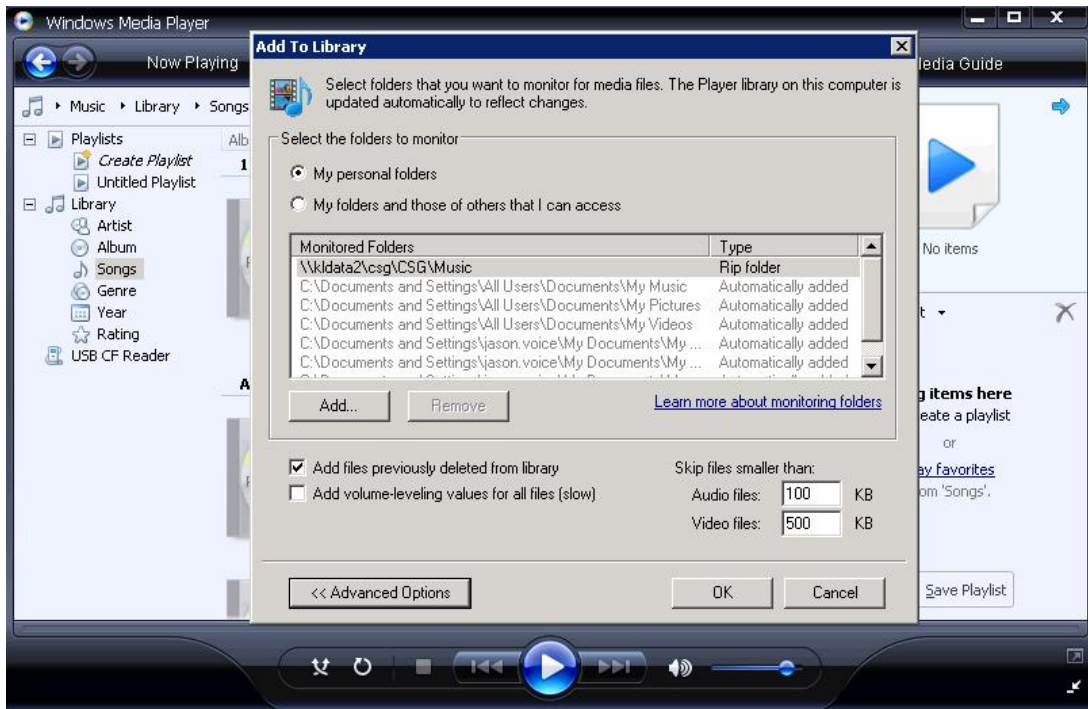 Windows Media Player
Now Playing
Media Guide
Music Library Songs
Playlists
Create Playlist
Untitled Playlist
Library
Artist
Album
Songs
Genre
Year
Rating
USB CF Reader
Alb
1
A
Add To Library
Select folders that you want to monitor for media files. The Player library on this computer is
updated automatically to reflect changes.
Select the folders to monitor
My personal folders
My folders and those of others that I can access
Monitored Folders Type
\\kldata2\csg\CSG\Music Rip folder
C:\Documents and Settings\All Users\Documents\My Music Automatically added
C:\Documents and Settings\All Users\Documents\My Pictures Automatically added
C:\Documents and Settings\All Users\Documents\My Videos Automatically added
C:\Documents and Settings\jason.voice\My Documents\My ... Automatically added
C:\Documents and Settings\jason.voice\My Documents\My ... Automatically added
Add... Remove Learn more about monitoring folders
Add files previously deleted from library
Add volume-leveling values for all files (slow)
Skip files smaller than:
Audio files: 100 KB
Video files: 500 KB
<< Advanced Options OK Cancel
No items
t
g items here
eate a playlist
or
ay favorites
om 'Songs'.
Save Playlist